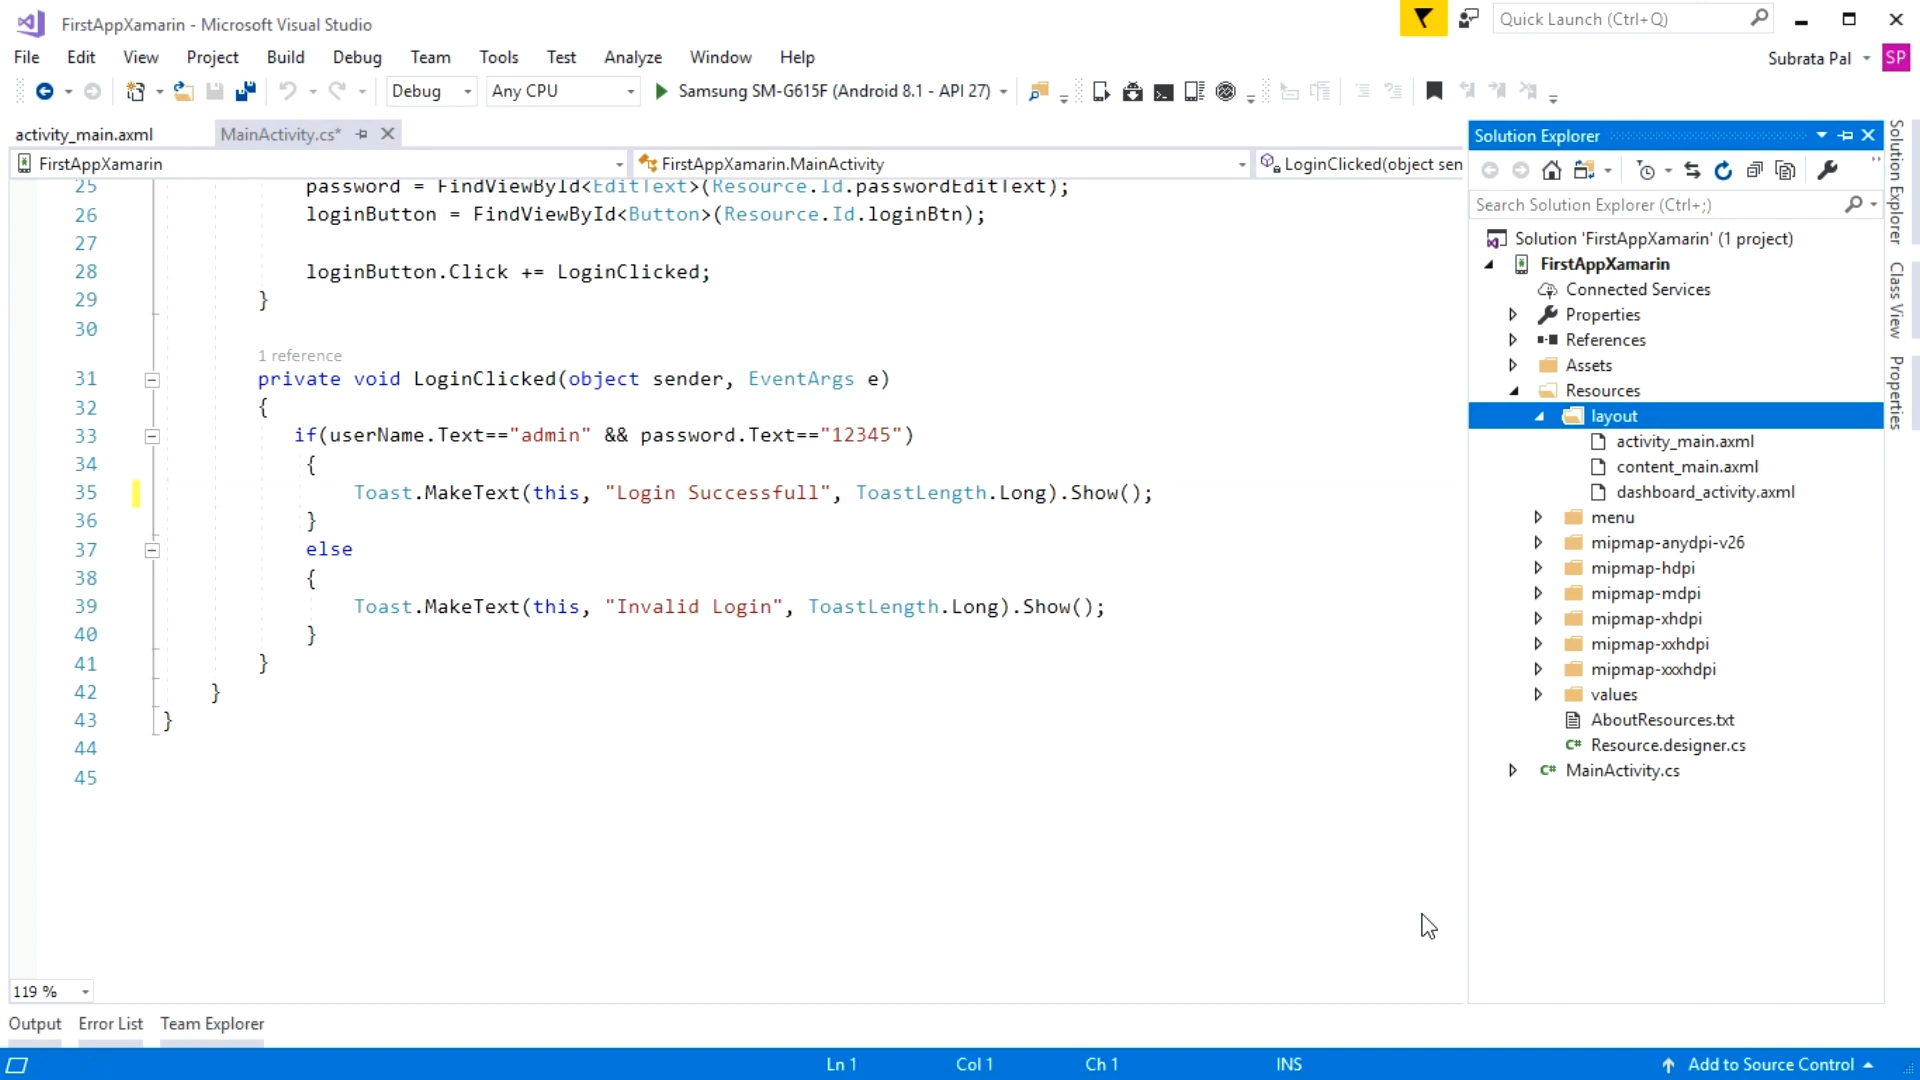 FirstAppXamarin - Microsoft Visual Studio
Quick Launch (Ctrl+Q)
File Edit View Project Build Debug Team Tools Test Analyze Window Help
Subrata Pal SP
Debug Any CPU Samsung SM-G615F (Android 8.1 - API 27)
activity_main.axml MainActivity.cs*
FirstAppXamarin FirstAppXamarin.MainActivity LoginClicked(object sen
25 password = FindViewById<EditText>(Resource.Id.passwordEditText);
26 loginButton = FindViewById<Button>(Resource.Id.loginBtn);
27
28 loginButton.Click += LoginClicked;
29 }
30
1 reference
31 private void LoginClicked(object sender, EventArgs e)
32 {
33 if(userName.Text=="admin" && password.Text=="12345")
34 {
35 Toast.MakeText(this, "Login Successfull", ToastLength.Long).Show();
36 }
37 else
38 {
39 Toast.MakeText(this, "Invalid Login", ToastLength.Long).Show();
40 }
41 }
42 }
43 }
44
45
119 %
Solution Explorer
Search Solution Explorer (Ctrl+;)
Solution 'FirstAppXamarin' (1 project)
FirstAppXamarin
Connected Services
Properties
References
Assets
Resources
layout
activity_main.axml
content_main.axml
dashboard_activity.axml
menu
mipmap-anydpi-v26
mipmap-hdpi
mipmap-mdpi
mipmap-xhdpi
mipmap-xxhdpi
mipmap-xxxhdpi
values
AboutResources.txt
C# Resource.designer.cs
C# MainActivity.cs
Solution Explorer
Class View
Properties
Output Error List Team Explorer
Ln 1 Col 1 Ch 1 INS Add to Source Control